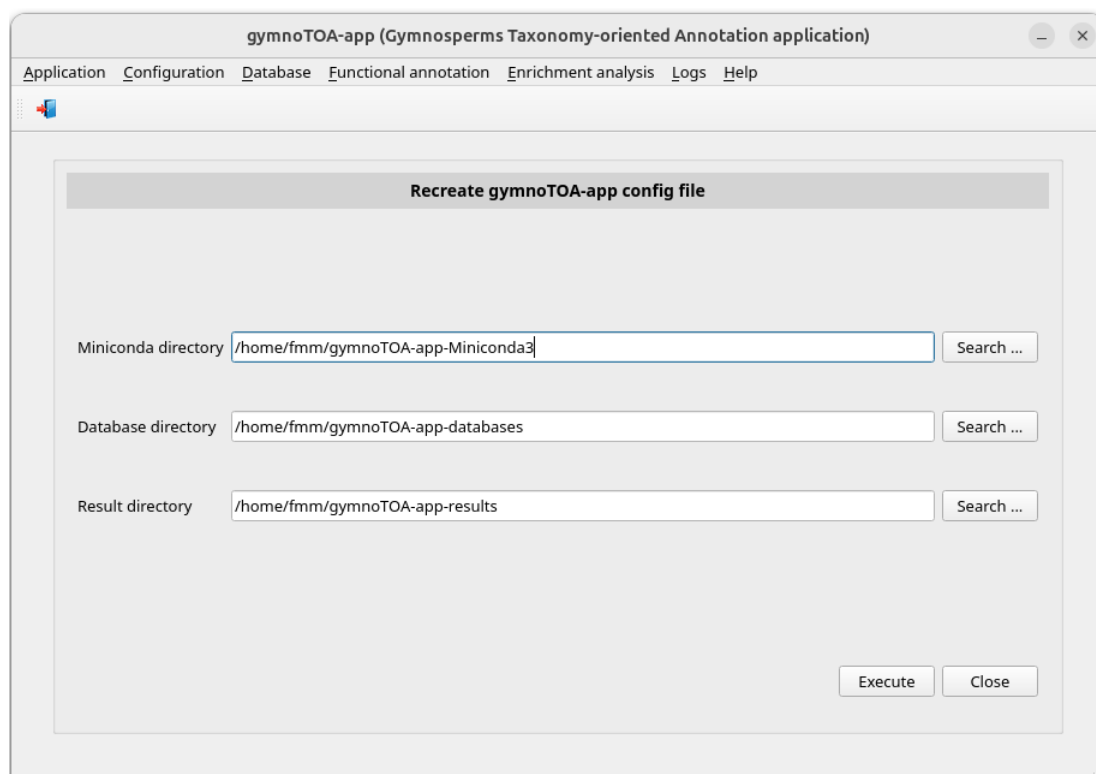 gymnoTOA-app (Gymnosperms Taxonomy-oriented Annotation application)
Application Configuration Database Functional annotation Enrichment analysis Logs Help
Recreate gymnoTOA-app config file
Miniconda directory /home/fmm/gymnoTOA-app-Miniconda3 Search ...
Database directory /home/fmm/gymnoTOA-app-databases Search ...
Result directory /home/fmm/gymnoTOA-app-results Search ...
Execute Close